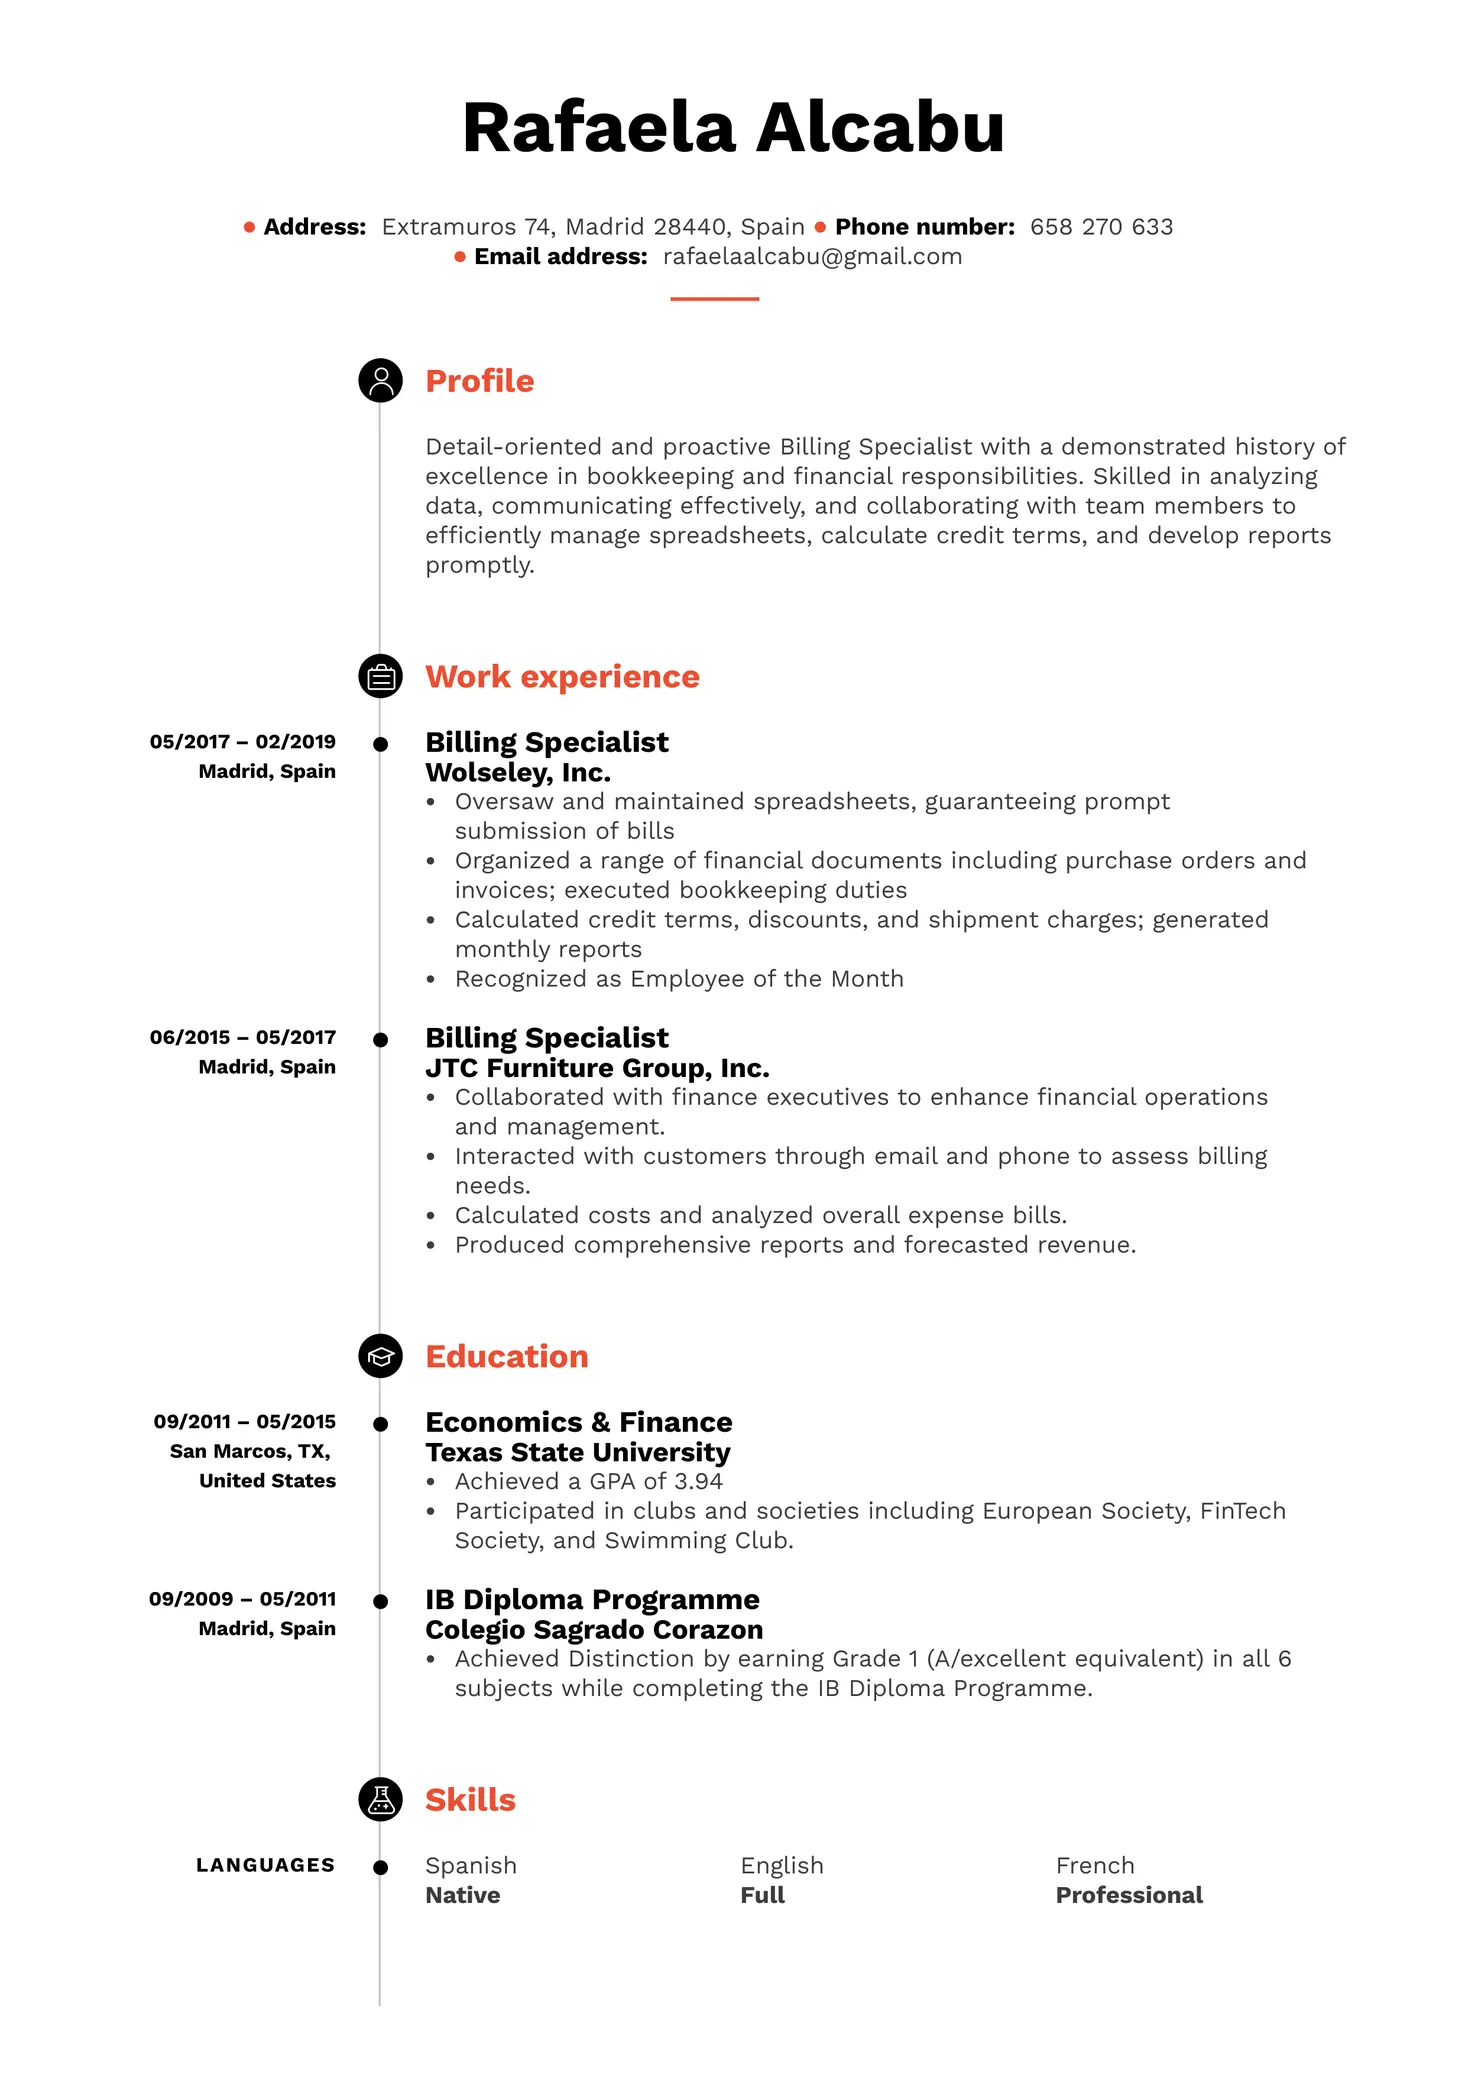 Rafaela Alcabu
Address: Extramuros 74, Madrid 28440, Spain Phone number: 658 270 633
Email address: rafaelaalcabu@gmail.com
Profile
Detail-oriented and proactive Billing Specialist with a demonstrated history of
excellence in bookkeeping and financial responsibilities. Skilled in analyzing
data, communicating effectively, and collaborating with team members to
efficiently manage spreadsheets, calculate credit terms, and develop reports
promptly.
Work experience
05/2017 – 02/2019
Madrid, Spain
Billing Specialist
Wolseley, Inc.
• Oversaw and maintained spreadsheets, guaranteeing prompt
submission of bills
• Organized a range of financial documents including purchase orders and
invoices; executed bookkeeping duties
• Calculated credit terms, discounts, and shipment charges; generated
monthly reports
• Recognized as Employee of the Month
06/2015 – 05/2017
Madrid, Spain
Billing Specialist
JTC Furniture Group, Inc.
• Collaborated with finance executives to enhance financial operations
and management.
• Interacted with customers through email and phone to assess billing
needs.
• Calculated costs and analyzed overall expense bills.
• Produced comprehensive reports and forecasted revenue.
Education
09/2011 – 05/2015
San Marcos, TX,
United States
Economics & Finance
Texas State University
• Achieved a GPA of 3.94
• Participated in clubs and societies including European Society, FinTech
Society, and Swimming Club.
09/2009 – 05/2011
Madrid, Spain
IB Diploma Programme
Colegio Sagrado Corazon
• Achieved Distinction by earning Grade 1 (A/excellent equivalent) in all 6
subjects while completing the IB Diploma Programme.
Skills
LANGUAGES
Spanish
Native
English
Full
French
Professional